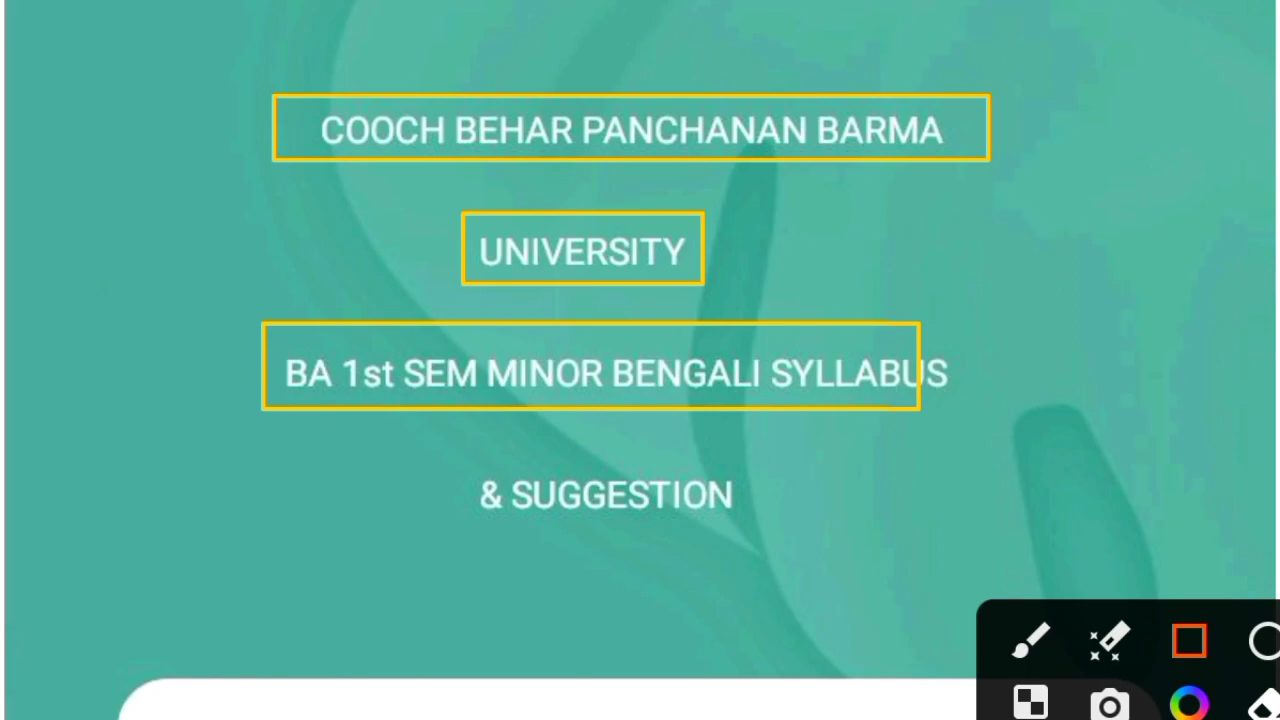 COOCH BEHAR PANCHANAN BARMA
UNIVERSITY
BA 1st SEM MINOR BENGALI SYLLABUS
& SUGGESTION